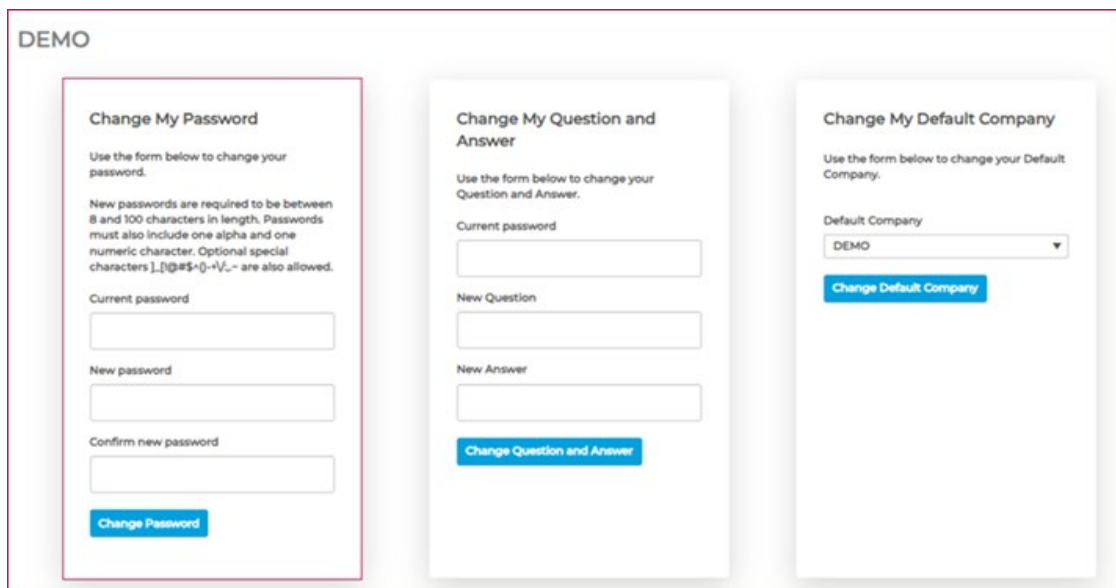 DEMO
Change My Password
Use the form below to change your
password.
New passwords are required to be between
8 and 100 characters in length. Passwords
must also include one alpha and one
numeric character. Optional special
characters are also allowed.
Current password
New password
Confirm new password
Change Password
Change My Question and
Answer
Use the form below to change your
Question and Answer.
Current password
New Question
New Answer
Change Question and Answer
Change My Default Company
Use the form below to change your Default
Company.
Default Company
DEMO
Change Default Company